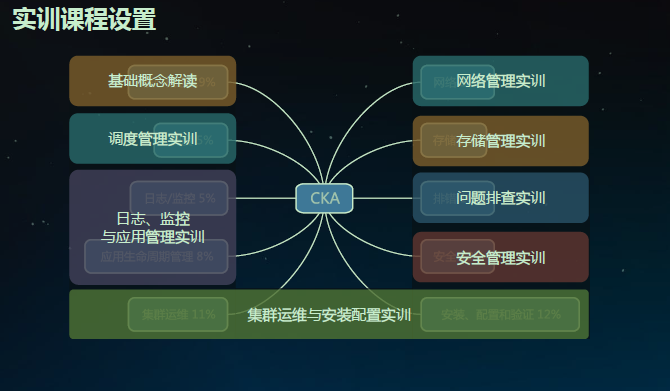 实训课程设置
基础概念解读
网络管理实训
调度管理实训
存储管理实训
CKA
日志/监控 5%
日志、监控
与应用管理实训
问题排查实训
应用生命周期管理 8%
安全管理实训
集群运维 11%
集群运维与安装配置实训
安装、配置和验证 12%